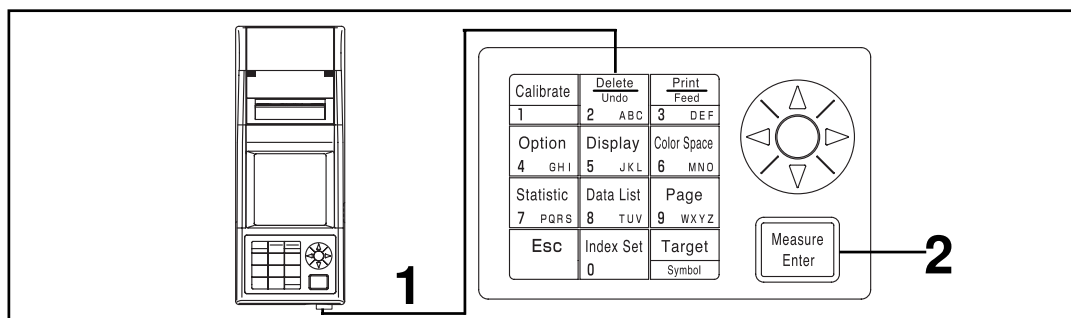 Calibrate
1
Delete
Undo
2 ABC
Print
Feed
3 DEF
Option
4 GHI
Display
5 JKL
Color Space
6 MNO
Statistic
7 PQRS
Data List
8 TUV
Page
9 WXYZ
Esc
Index Set
0
Target
Symbol
Measure
Enter
1
2